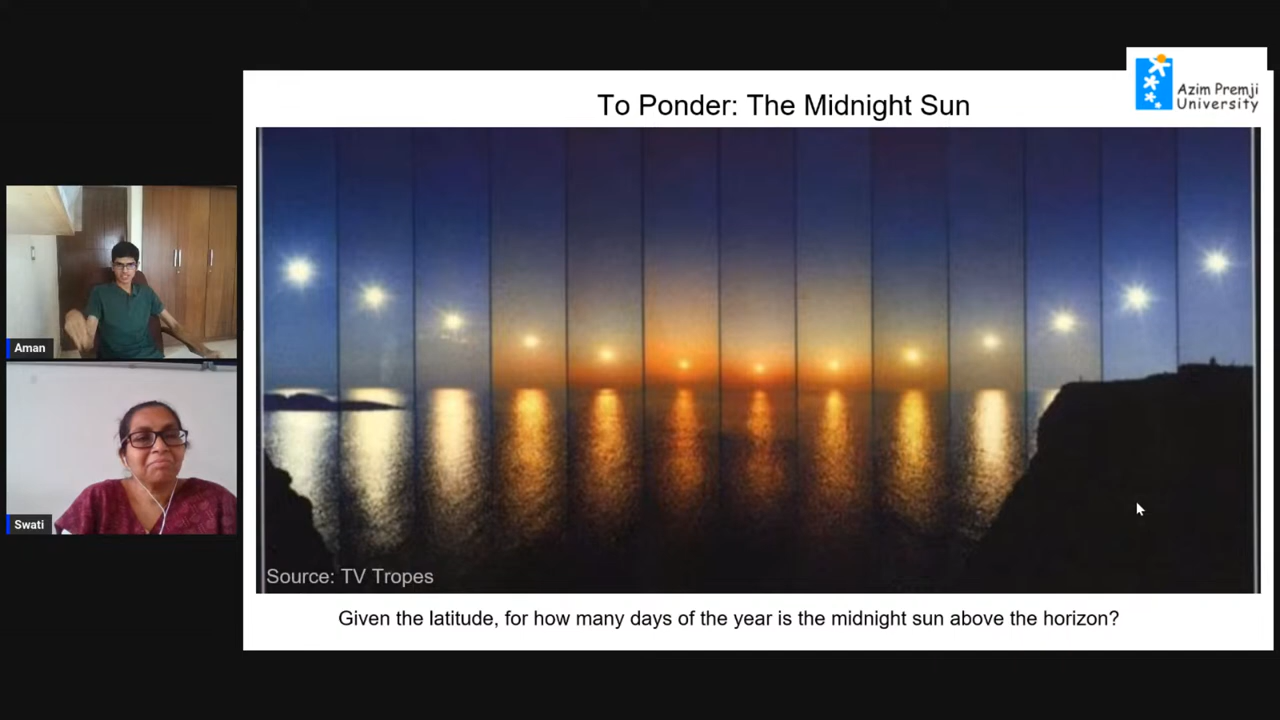 To Ponder: The Midnight Sun
Azim Premji
University
Aman
Swati
Source: TV Tropes
Given the latitude, for how many days of the year is the midnight sun above the horizon?